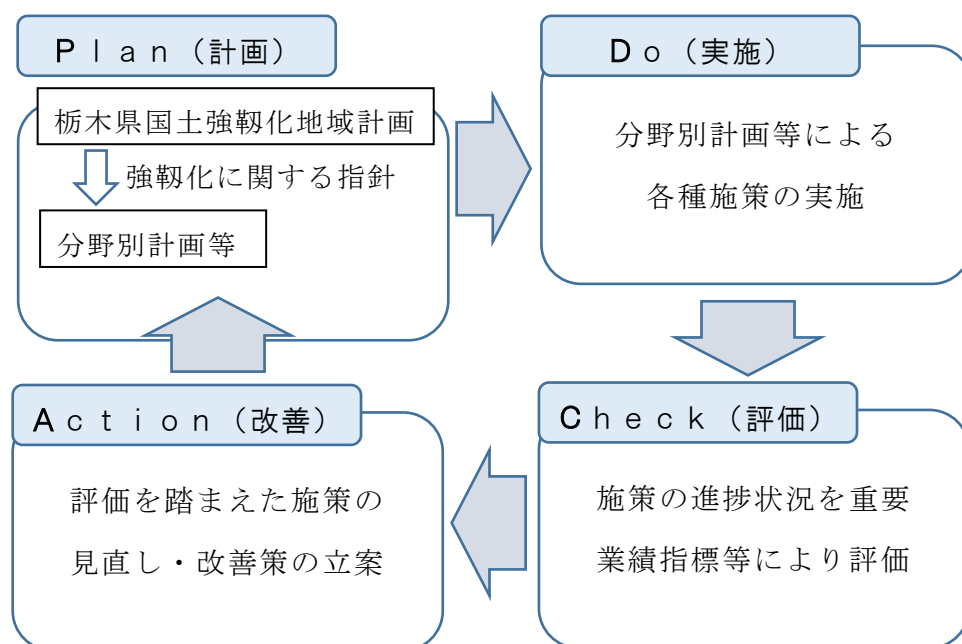 Ｐｌａｎ（計画）
栃木県国土強靱化地域計画
強靱化に関する指針
分野別計画等
Ｄｏ（実施）
分野別計画等による
各種施策の実施
Ｃｈｅｃｋ（評価）
施策の進捗状況を重要
業績指標等により評価
Ａｃｔｉｏｎ（改善）
評価を踏まえた施策の
見直し・改善策の立案